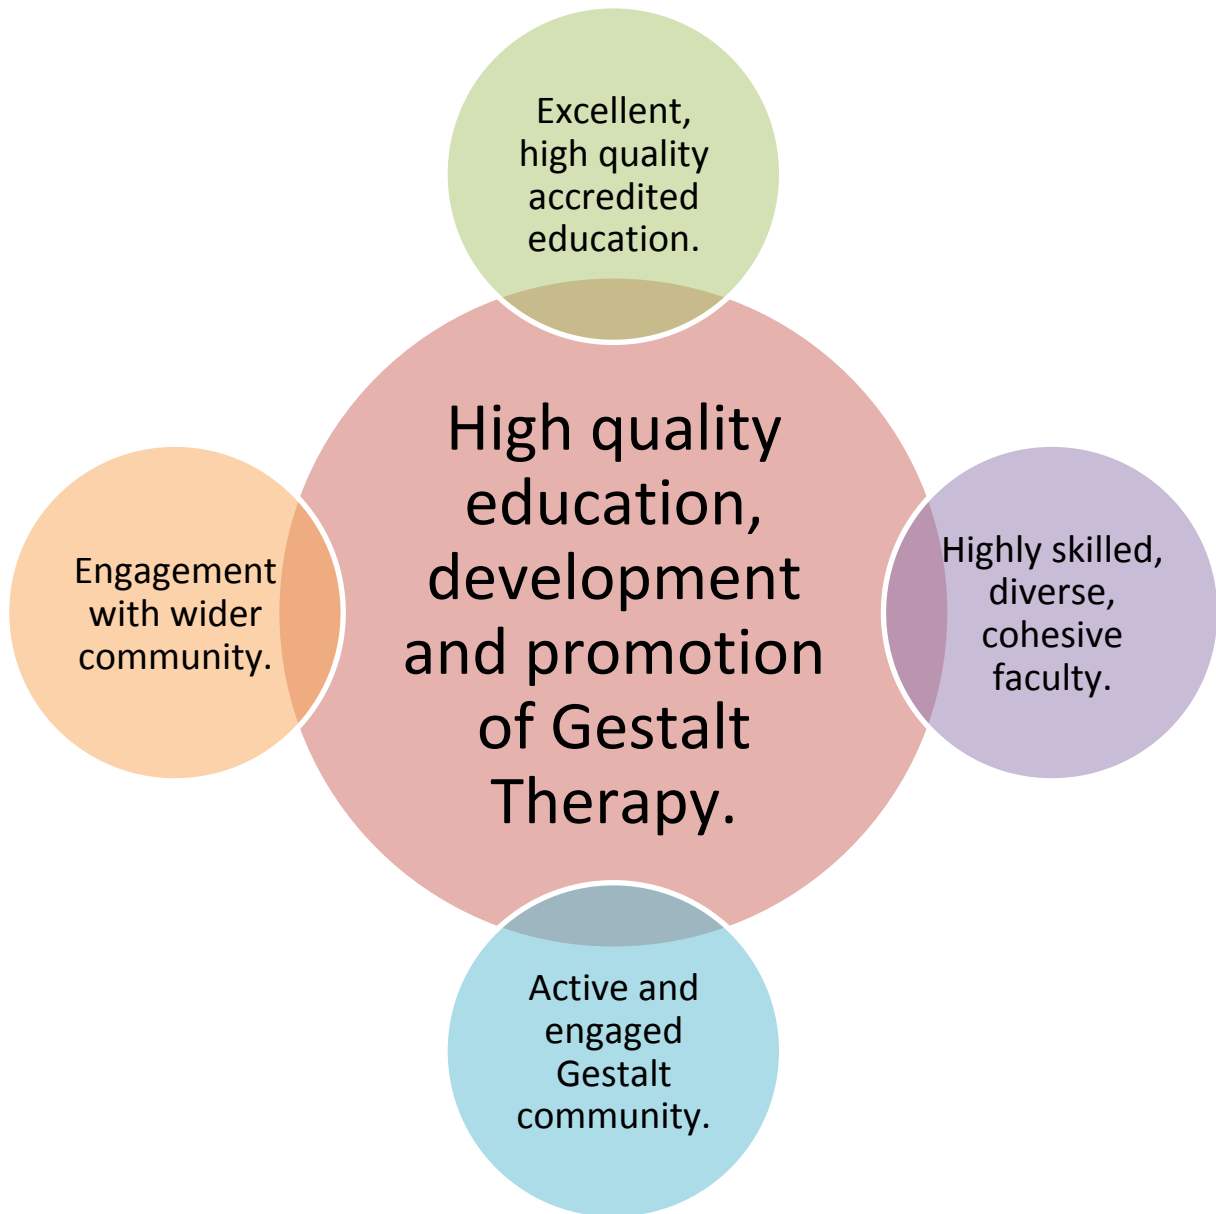 Excellent,
high quality
accredited
education.
High quality
education,
development
and promotion
of Gestalt
Therapy.
Engagement
with wider
community.
Highly skilled,
diverse,
cohesive
faculty.
Active and
engaged
Gestalt
community.